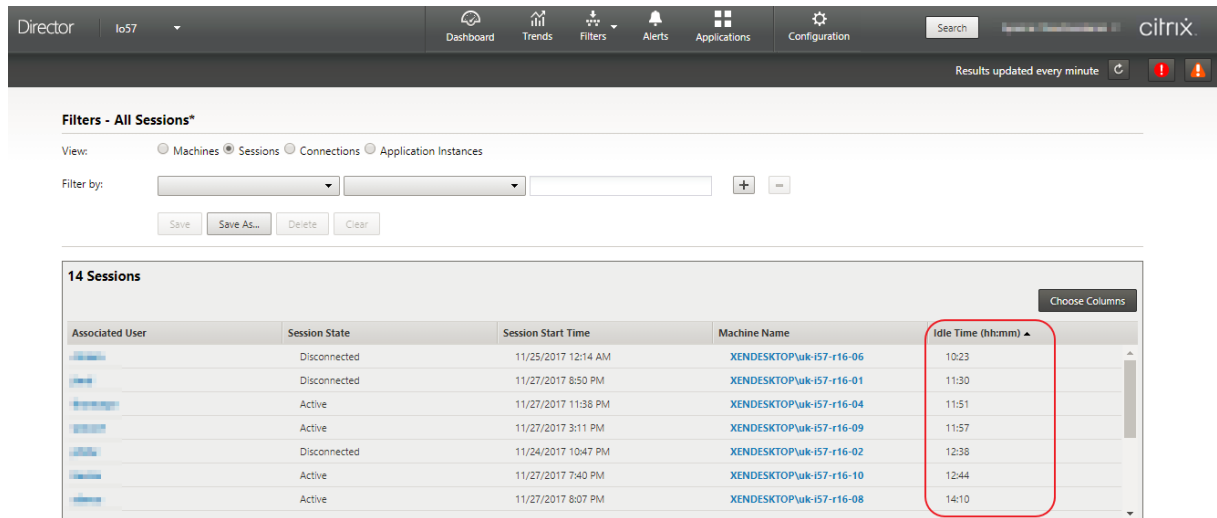 Director lo57 Dashboard Trends Filters Alerts Applications Configuration Search citrix
Results updated every minute
Filters - All Sessions*
View: Machines Sessions Connections Application Instances
Filter by: + -
Save Save As... Delete Clear
14 Sessions
Choose Columns
Associated User Session State Session Start Time Machine Name Idle Time (hh:mm)
Disconnected 11/25/2017 12:14 AM XENDESKTOP\uk-i57-r16-06 10:23
Disconnected 11/27/2017 8:50 PM XENDESKTOP\uk-i57-r16-01 11:30
Active 11/27/2017 11:38 PM XENDESKTOP\uk-i57-r16-04 11:51
Active 11/27/2017 3:11 PM XENDESKTOP\uk-i57-r16-09 11:57
Disconnected 11/24/2017 10:47 PM XENDESKTOP\uk-i57-r16-02 12:38
Active 11/27/2017 7:40 PM XENDESKTOP\uk-i57-r16-10 12:44
Active 11/27/2017 8:07 PM XENDESKTOP\uk-i57-r16-08 14:10